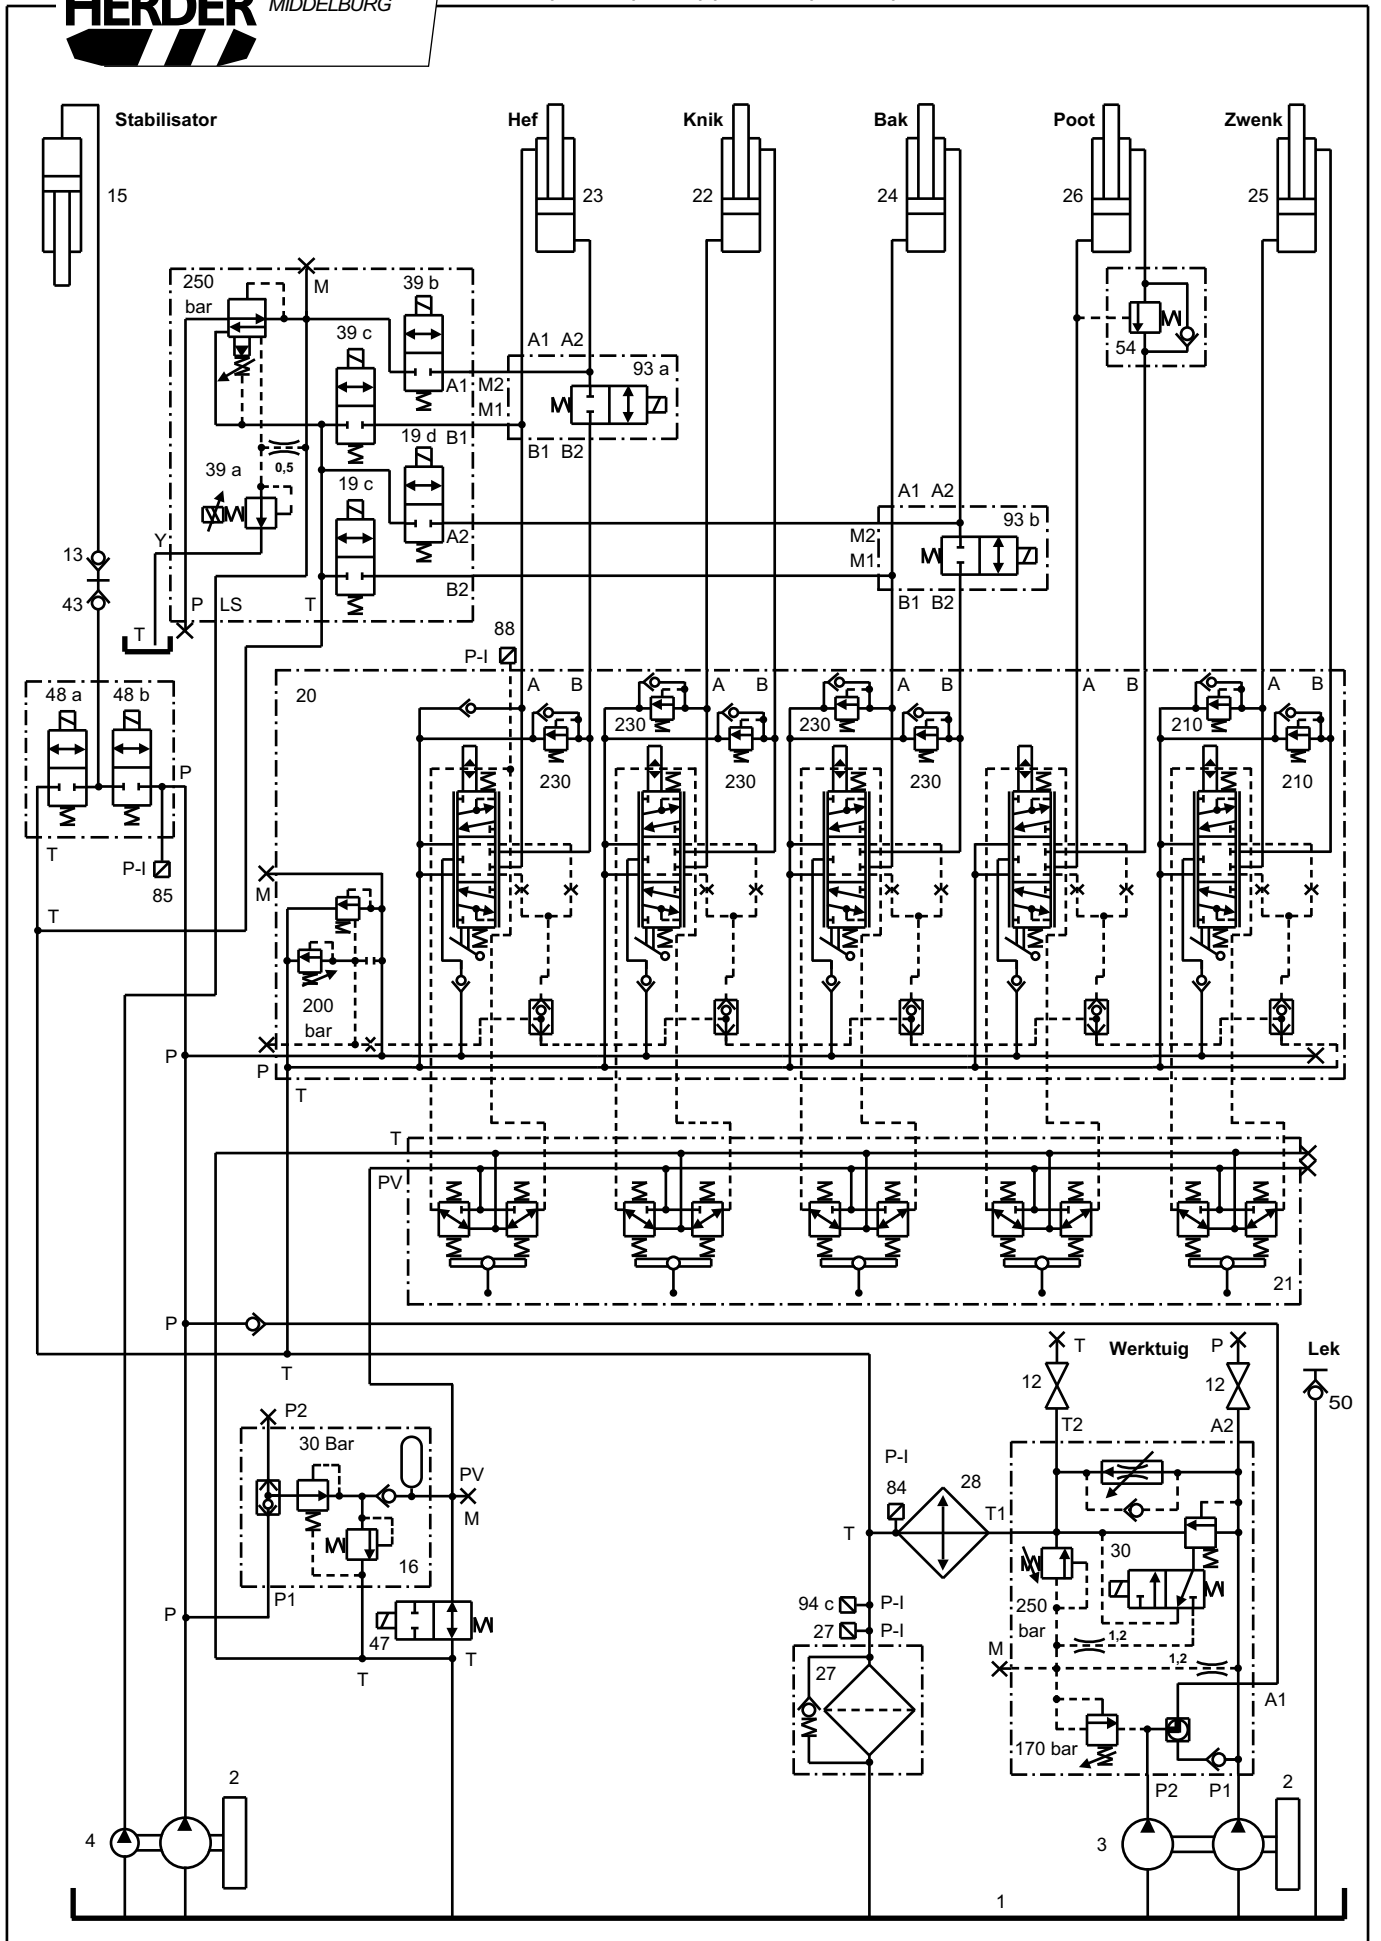 HERDER
MIDDELBURG
Stabilisator
Hef
Knik
Bak
Poot
Zwenk
15
23
22
24
26
25
250
bar
M
39 b
39 c
A1
A2
93 a
54
A1
M2
M1
B1
B1
B2
19 d
39 a
0,5
19 c
A1
A2
93 b
A2
M2
M1
Y
13
43
B2
P
LS
T
B1
B2
T
88
P-I
48 a
48 b
20
A
B
A
B
A
B
A
B
A
B
230
230
210
P
230
230
230
210
T
P-I
85
M
T
200
bar
P
P
T
T
PV
21
P
T
T
Werktuig
P
Lek
12
12
50
P2
T2
A2
30 Bar
P-I
PV
84
28
T1
M
T
16
30
P1
94 c
P-I
250
bar
P
27
P-I
47
T
1,2
M
1,2
T
27
A1
170 bar
P2
P1
2
2
4
3
1